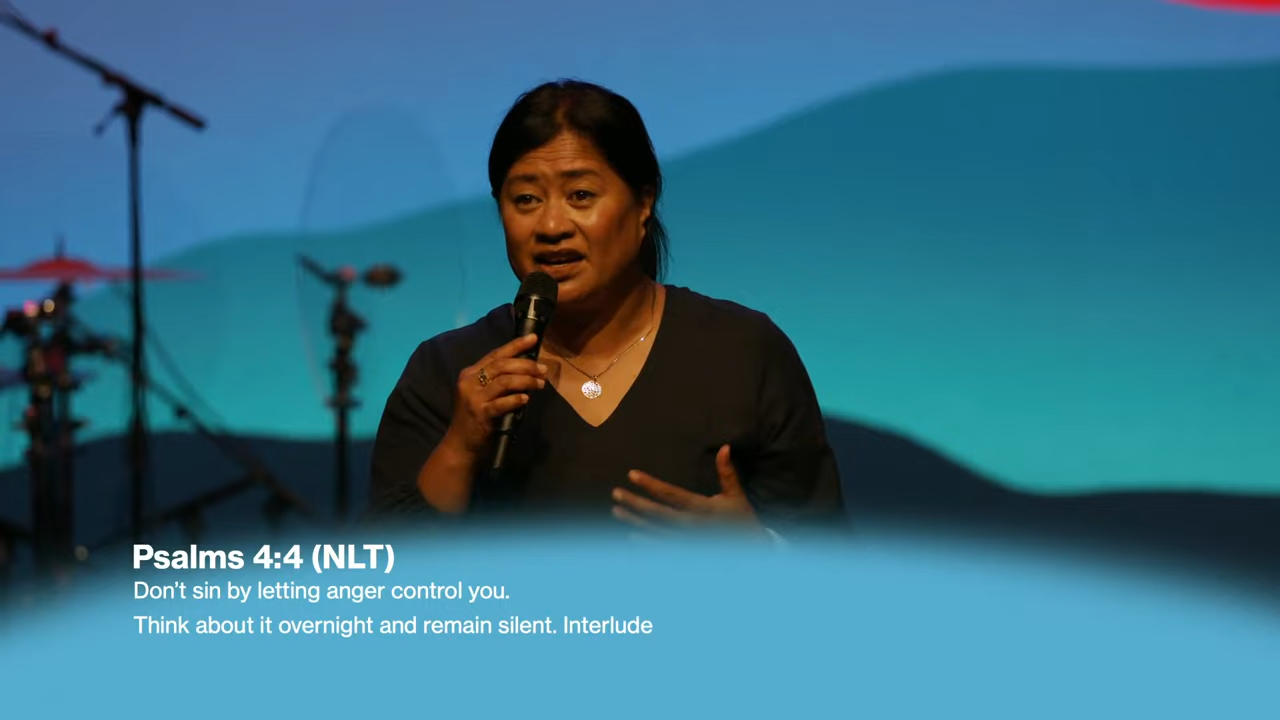 Psalms 4:4 (NLT)
Don’t sin by letting anger control you.
Think about it overnight and remain silent. Interlude